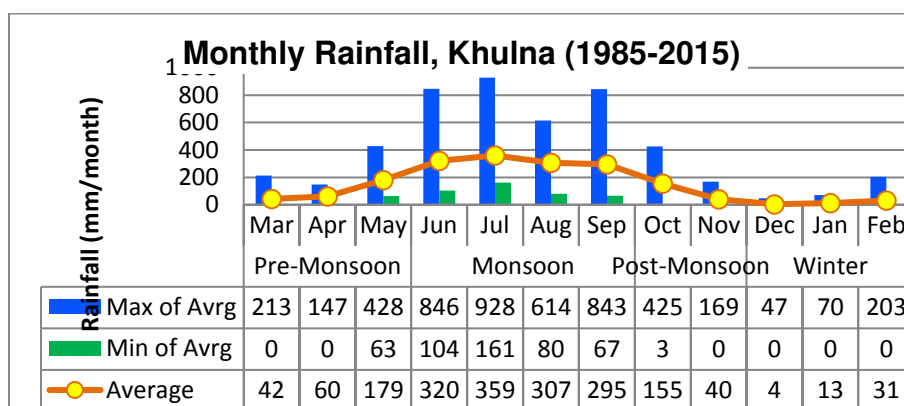 Monthly Rainfall, Khulna (1985-2015)
Rainfall (mm/month)
1000
800
600
400
200
0
Mar Apr May Jun Jul Aug Sep Oct Nov Dec Jan Feb
Pre-Monsoon Monsoon Post-Monsoon Winter
Max of Avrg 213 147 428 846 928 614 843 425 169 47 70 203
Min of Avrg 0 0 63 104 161 80 67 3 0 0 0 0
Average 42 60 179 320 359 307 295 155 40 4 13 31